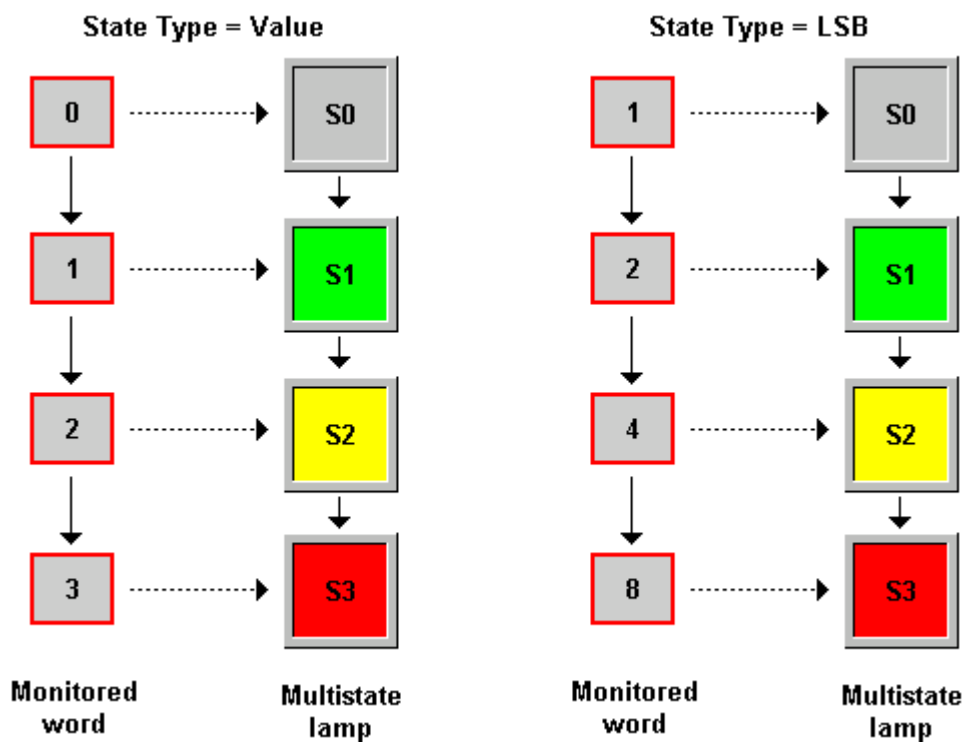 State Type = Value
State Type = LSB
0
S0
1
S0
1
S1
2
S1
2
S2
4
S2
3
S3
8
S3
Monitored
word
Multistate
lamp
Monitored
word
Multistate
lamp